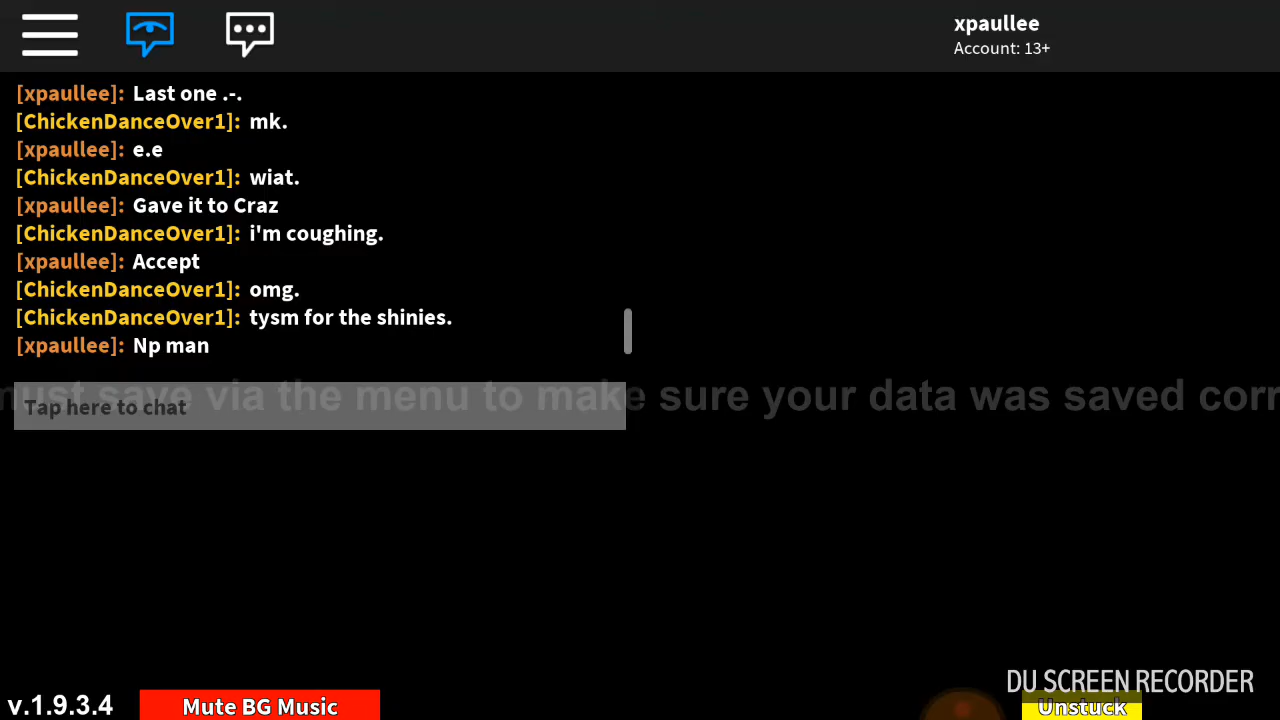 xpaullee
Account: 13+
[xpaullee]: Last one .-.
[ChickenDanceOver1]: mk.
[xpaullee]: e.e
[ChickenDanceOver1]: wiat.
[xpaullee]: Gave it to Craz
[ChickenDanceOver1]: i'm coughing.
[xpaullee]: Accept
[ChickenDanceOver1]: omg.
[ChickenDanceOver1]: tysm for the shinies.
[xpaullee]: Np man
must save via the menu to make sure your data was saved corr
Tap here to chat
DU SCREEN RECORDER
v.1.9.3.4
Mute BG Music
Unstuck